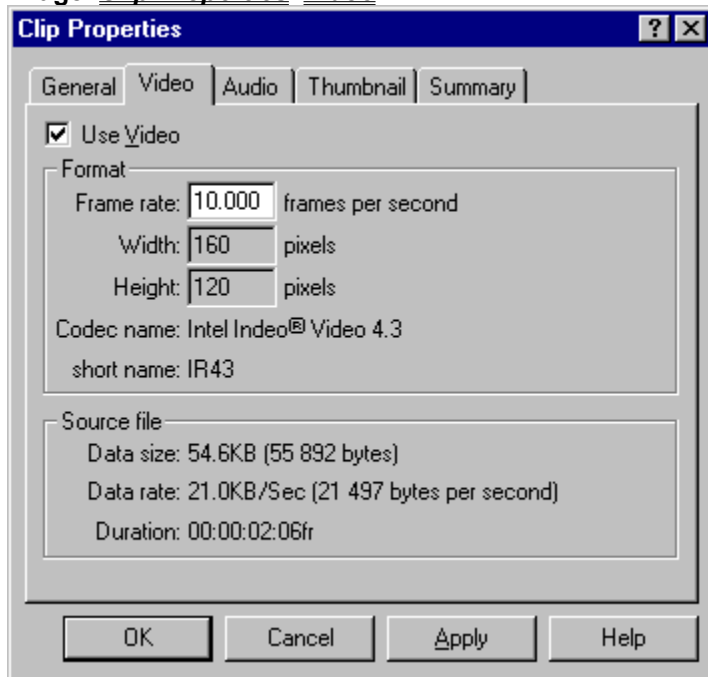 Clip Properties
General Video Audio Thumbnail Summary
Use Video
Format
Frame rate: 10.000 frames per second
Width: 160 pixels
Height: 120 pixels
Codec name: Intel Indeo® Video 4.3
short name: IR43
Source file
Data size: 54.6KB (55 892 bytes)
Data rate: 21.0KB/Sec (21 497 bytes per second)
Duration: 00:00:02:06fr
OK Cancel Apply Help